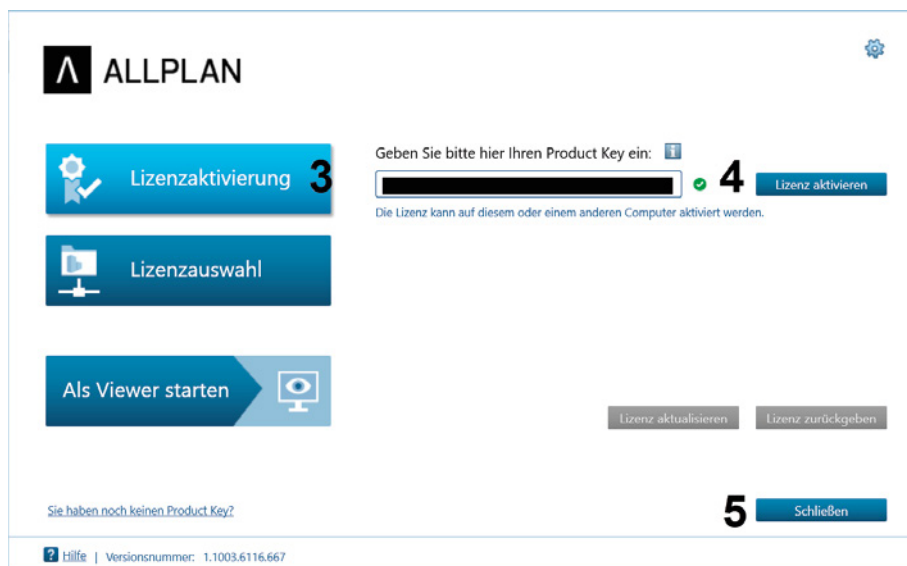 ALLPLAN
Lizenzaktivierung 3
Geben Sie bitte hier Ihren Product Key ein:
4 Lizenz aktivieren
Die Lizenz kann auf diesem oder einem anderen Computer aktiviert werden.
Lizenzauswahl
Als Viewer starten
Lizenz aktualisieren Lizenz zurückgeben
Sie haben noch keinen Product Key?
5 Schließen
? Hilfe | Versionsnummer: 1.1003.6116.667